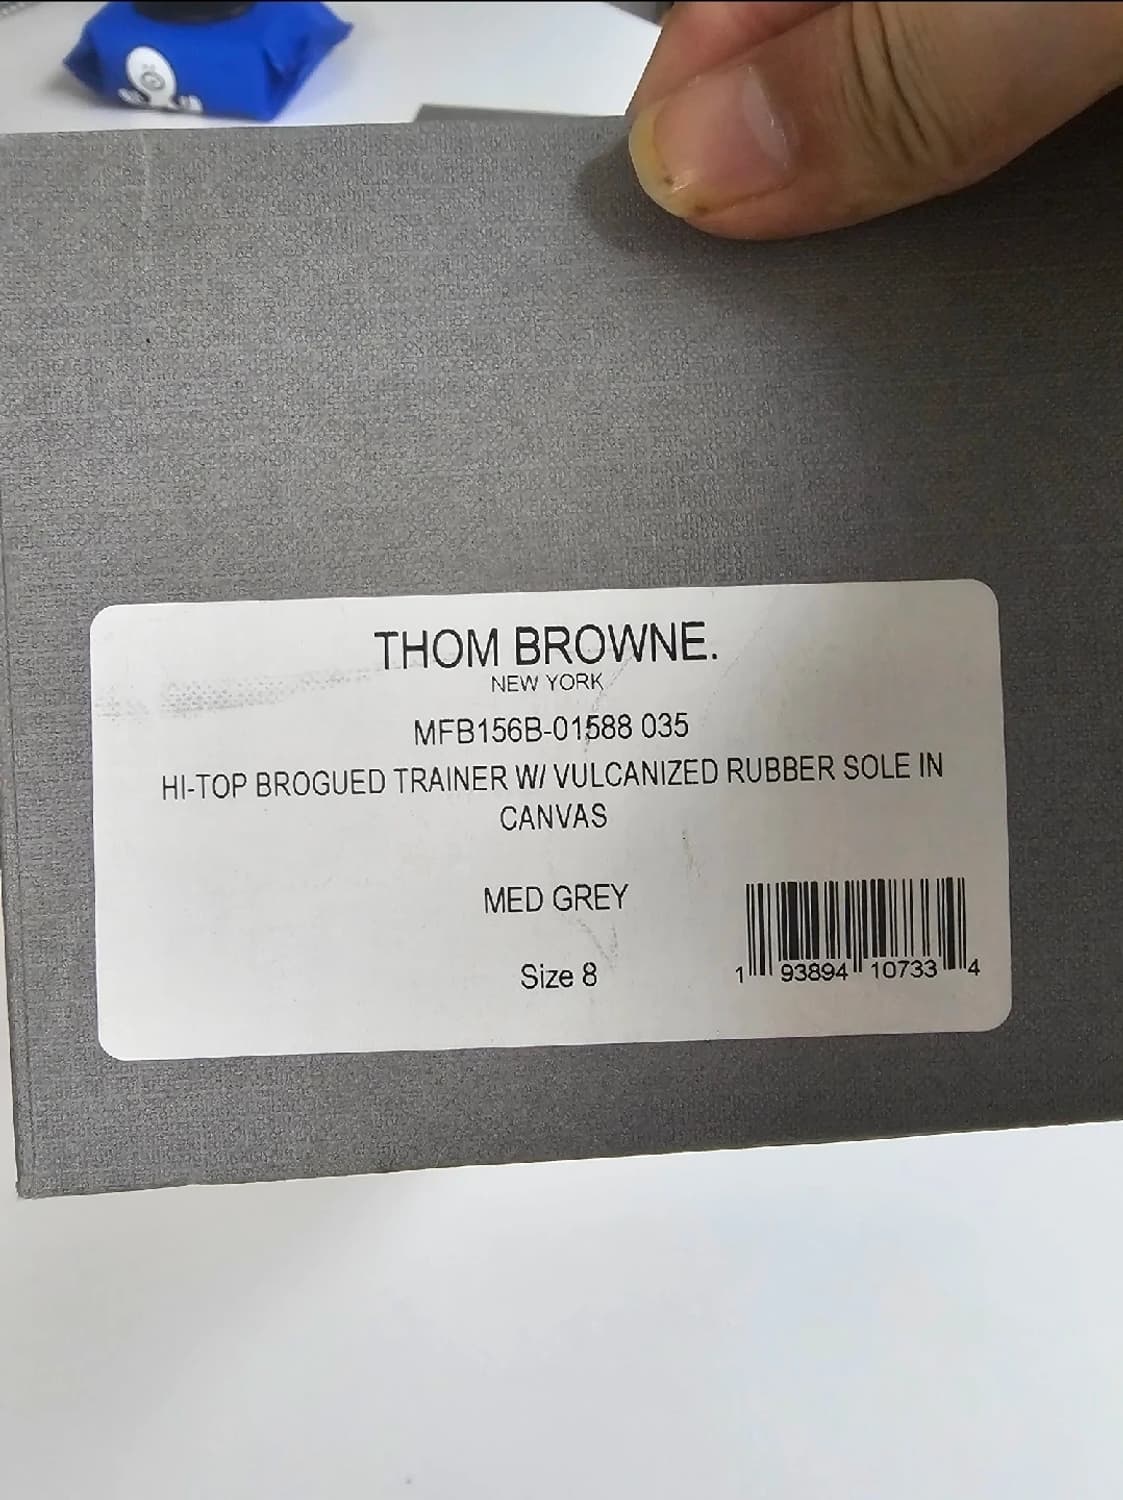 THOM BROWNE.
NEW YORK
MFB156B-01588 035
HI-TOP BROGUED TRAINER W/ VULCANIZED RUBBER SOLE IN
CANVAS
MED GREY
Size 8
1 93894 10733 4